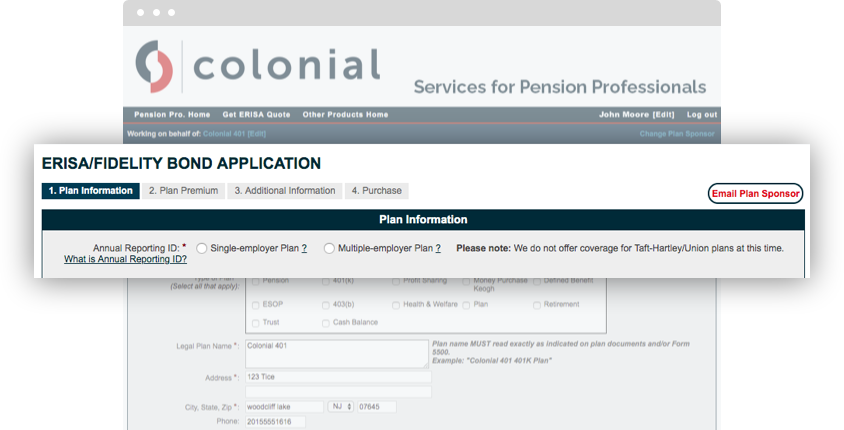 colonial
Services for Pension Professionals
Pension Pro. Home Get ERISA Quote Other Products Home John Moore [Edit] Log out
Working on behalf of: Colonial 401 [Edit] Change Plan Sponsor
ERISA/FIDELITY BOND APPLICATION
1. Plan Information 2. Plan Premium 3. Additional Information 4. Purchase
Email Plan Sponsor
Plan Information
Annual Reporting ID: * Single-employer Plan ? Multiple-employer Plan ? Please note: We do not offer coverage for Taft-Hartley/Union plans at this time.
What is Annual Reporting ID?
Type of Plan
Pension 401(k) Profit Sharing Money Purchase Defined Benefit
(Select all that apply): Keogh
ESOP 403(b) Health & Welfare Plan Retirement
Trust Cash Balance
Legal Plan Name *: Colonial 401 Plan name MUST read exactly as indicated on plan documents and/or Form
5500.
Example: "Colonial 401 401K Plan"
Address *: 123 Tice
City, State, Zip *: woodcliff lake NJ 07645
Phone: 20155551616